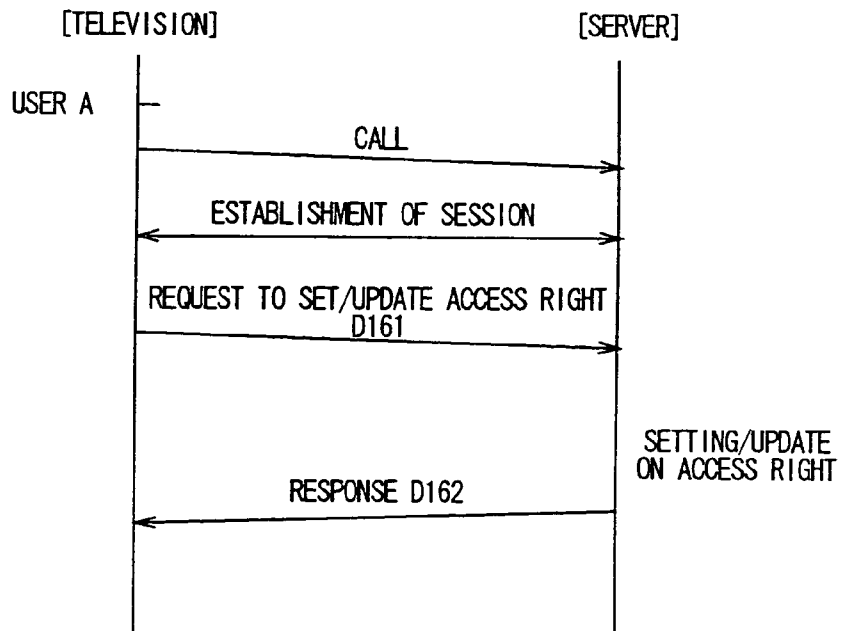 [TELEVISION]
[SERVER]
USER A
CALL
ESTABLISHMENT OF SESSION
REQUEST TO SET/UPDATE ACCESS RIGHT
D161
SETTING/UPDATE
ON ACCESS RIGHT
RESPONSE D162